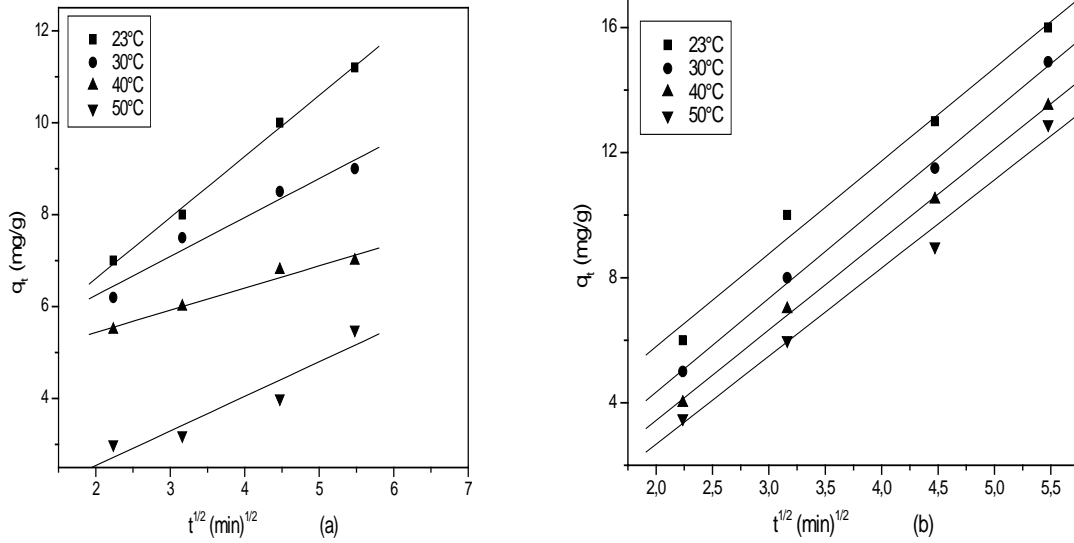 12
10
8
6
4
q_t (mg/g)
23°C
30°C
40°C
50°C
2 3 4 5 6 7
t^1/2 (min)^1/2 (a)
16
12
8
4
q_t (mg/g)
23°C
30°C
40°C
50°C
2,0 2,5 3,0 3,5 4,0 4,5 5,0 5,5
t^1/2 (min)^1/2 (b)